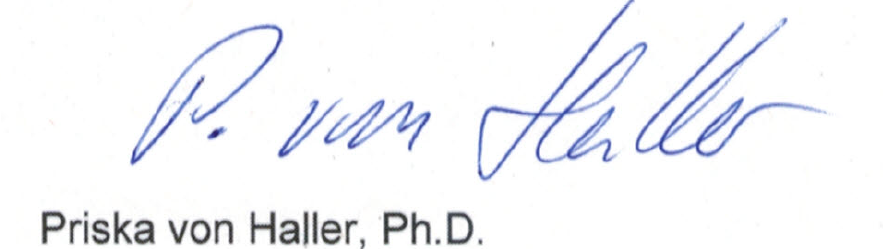 P. von Haller
Priska von Haller, Ph.D.